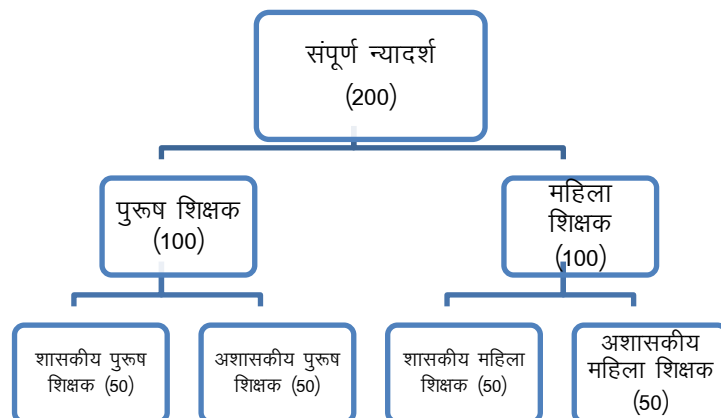 संपूर्ण न्यादर्श
(200)
पुरूष शिक्षक
(100)
महिला
शिक्षक
(100)
शासकीय पुरूष
शिक्षक (50)
अशासकीय पुरूष
शिक्षक (50)
शासकीय महिला
शिक्षक (50)
अशासकीय
महिला शिक्षक
(50)